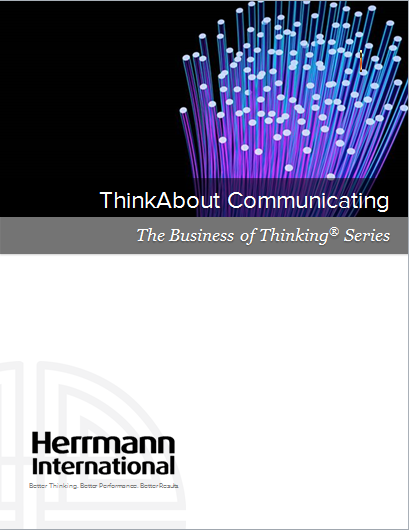 ThinkAbout Communicating
The Business of Thinking® Series
Herrmann
International
Better Thinking. Better Performance. Better Results.